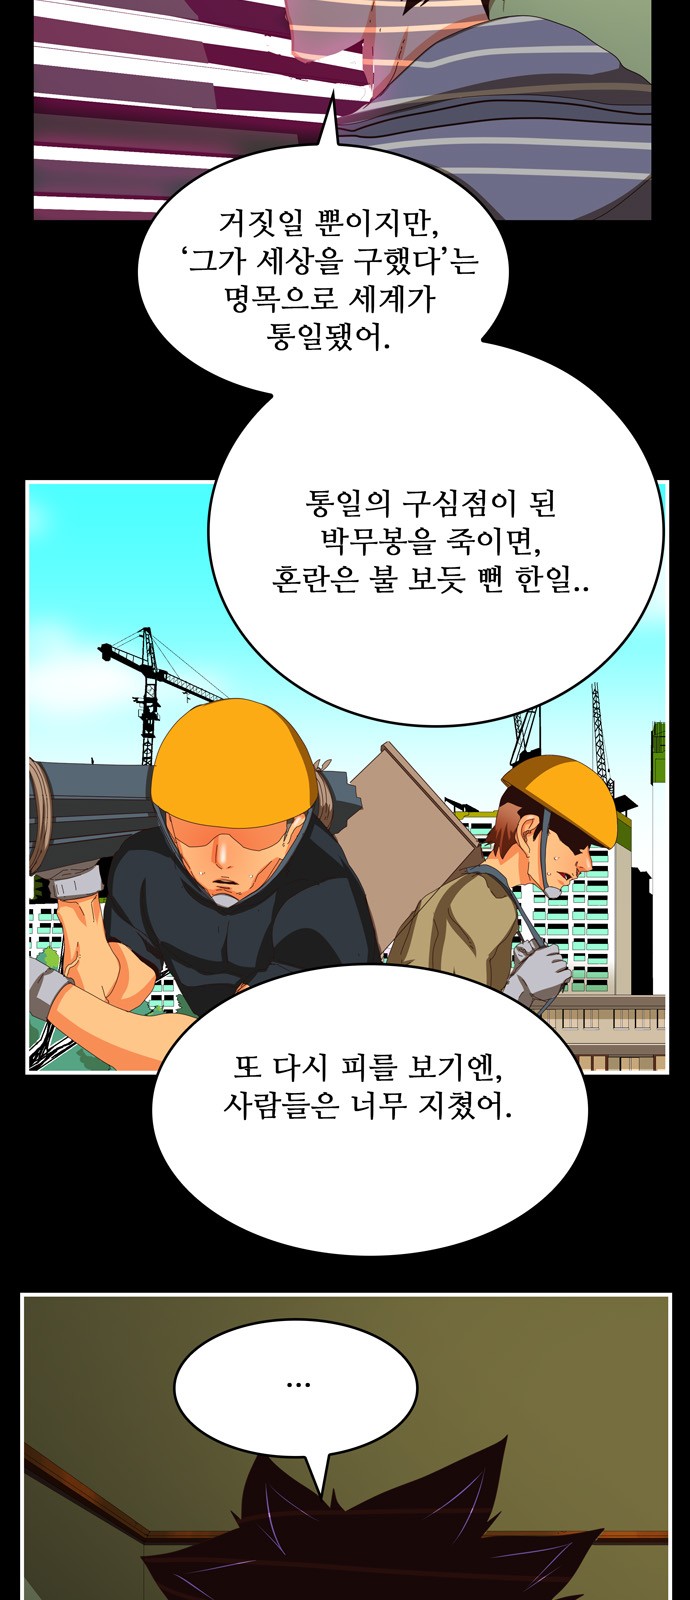 거짓일 뿐이지만,
‘그가 세상을 구했다’는
명목으로 세계가
통일됐어.
통일의 구심점이 된
박무봉을 죽이면,
혼란은 불 보듯 뻔 한일..
또 다시 피를 보기엔,
사람들은 너무 지쳤어.
...